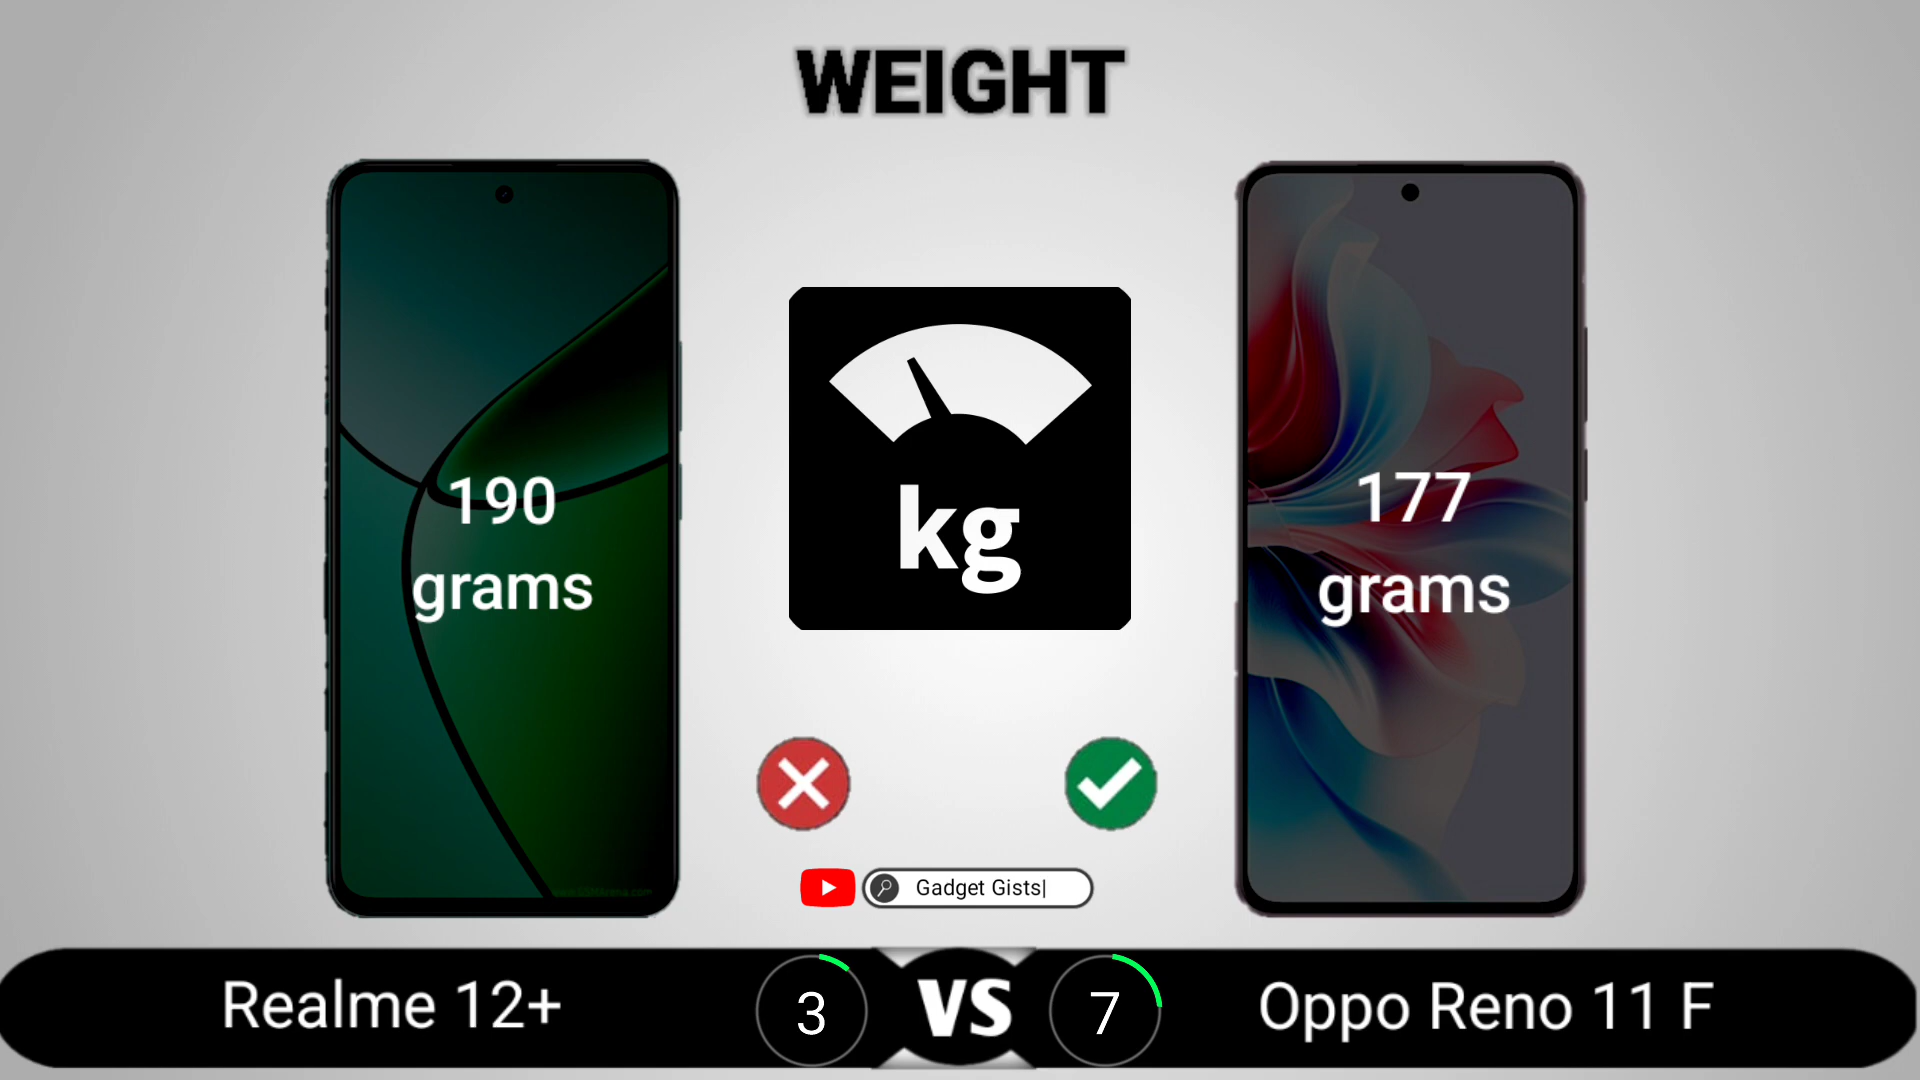 WEIGHT
190
grams
kg
177
grams
Gadget Gists|
Realme 12+
3
VS
7
Oppo Reno 11 F